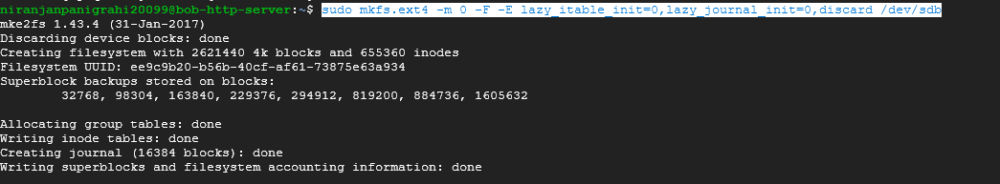 niranjanpanigrahi20099@bob-http-server:~$ sudo mkfs.ext4 -m 0 -F -E lazy_itable_init=0,lazy_journal_init=0,discard /dev/sdb
mke2fs 1.43.4 (31-Jan-2017)
Discarding device blocks: done
Creating filesystem with 2621440 4k blocks and 655360 inodes
Filesystem UUID: ee9c9b20-b56b-40cf-af61-73875e63a934
Superblock backups stored on blocks:
        32768, 98304, 163840, 229376, 294912, 819200, 884736, 1605632

Allocating group tables: done
Writing inode tables: done
Creating journal (16384 blocks): done
Writing superblocks and filesystem accounting information: done